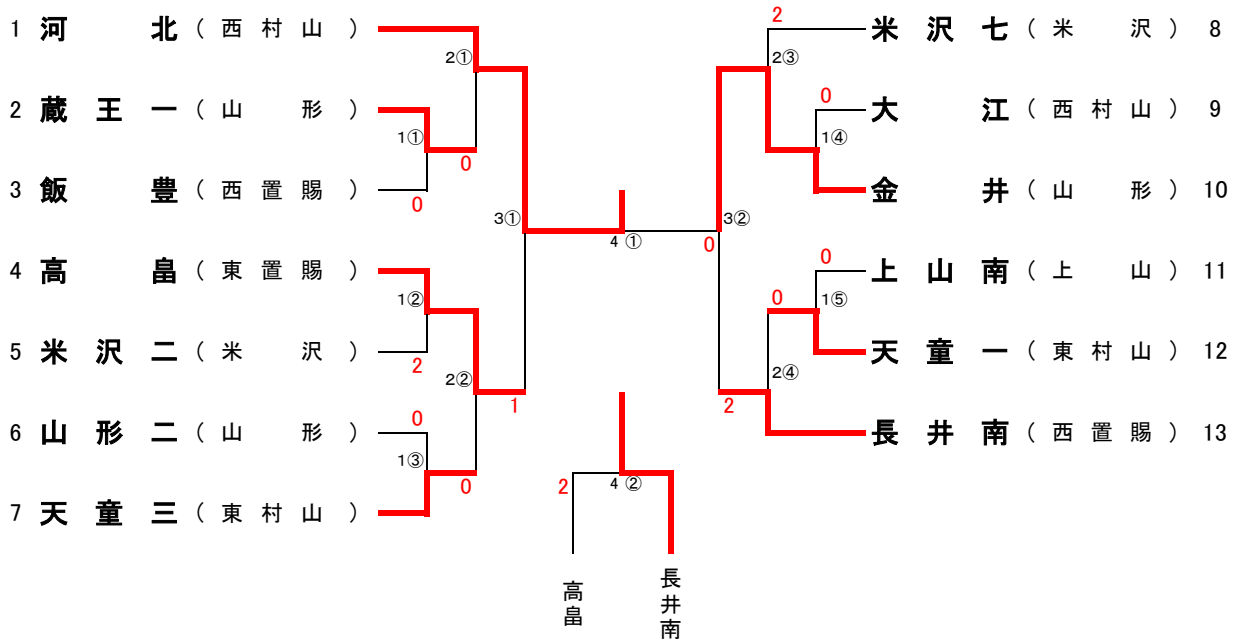 1 河北（西村山）
2①
2 蔵王一（山形）
1①
0
3 飯豊（西置賜）
0
3①
4 高畠（東置賜）
1②
5 米沢二（米沢）
2
2②
1
6 山形二（山形）
0
1③
0
7 天童三（東村山）
4 ①
0
2
米沢七（米沢）8
2③
0
大江（西村山）9
1④
金井（山形）10
3②
0
上山南（上山）11
0
1⑤
天童一（東村山）12
2④
2
長井南（西置賜）13
2
4 ②
高畠
長井南